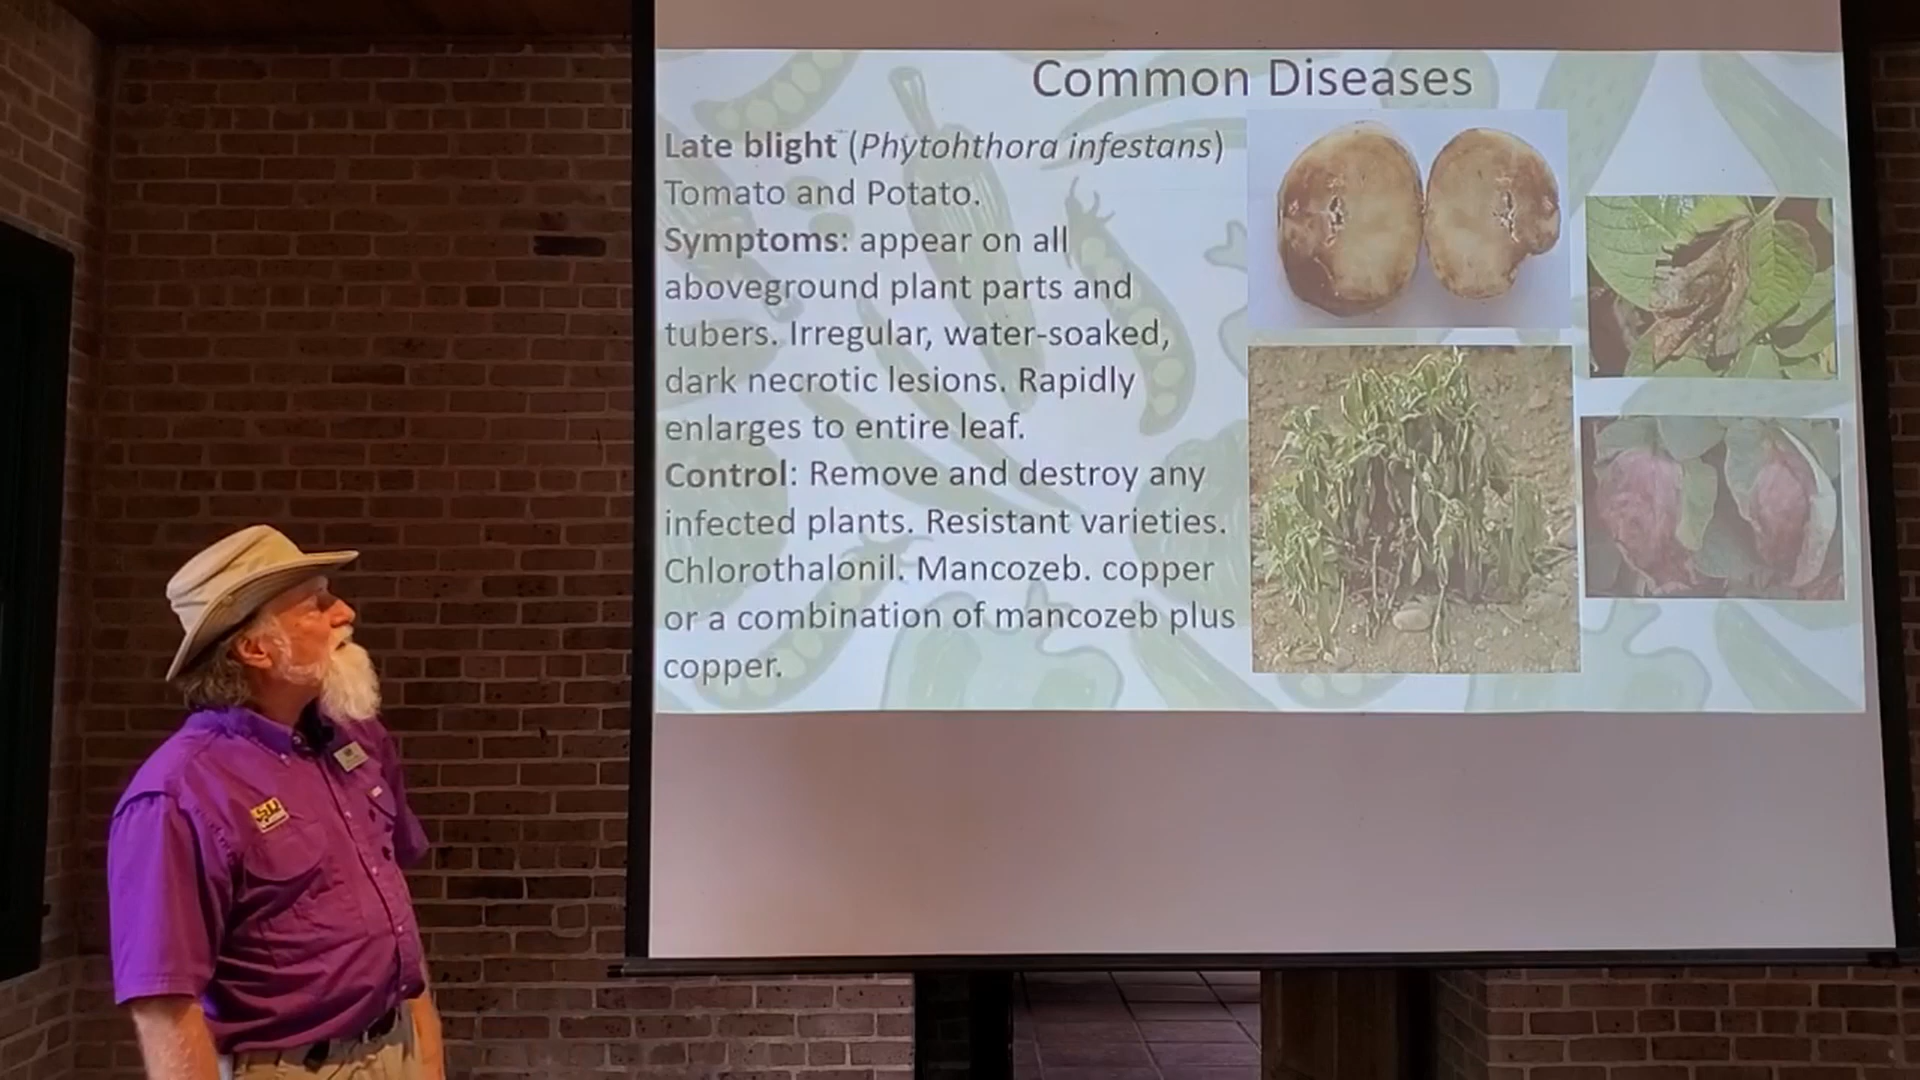 Common Diseases
Late blight (Phytohthora infestans)
Tomato and Potato.
Symptoms: appear on all
aboveground plant parts and
tubers. Irregular, water-soaked,
dark necrotic lesions. Rapidly
enlarges to entire leaf.
Control: Remove and destroy any
infected plants. Resistant varieties.
Chlorothalonil. Mancozeb. copper
or a combination of mancozeb plus
copper.